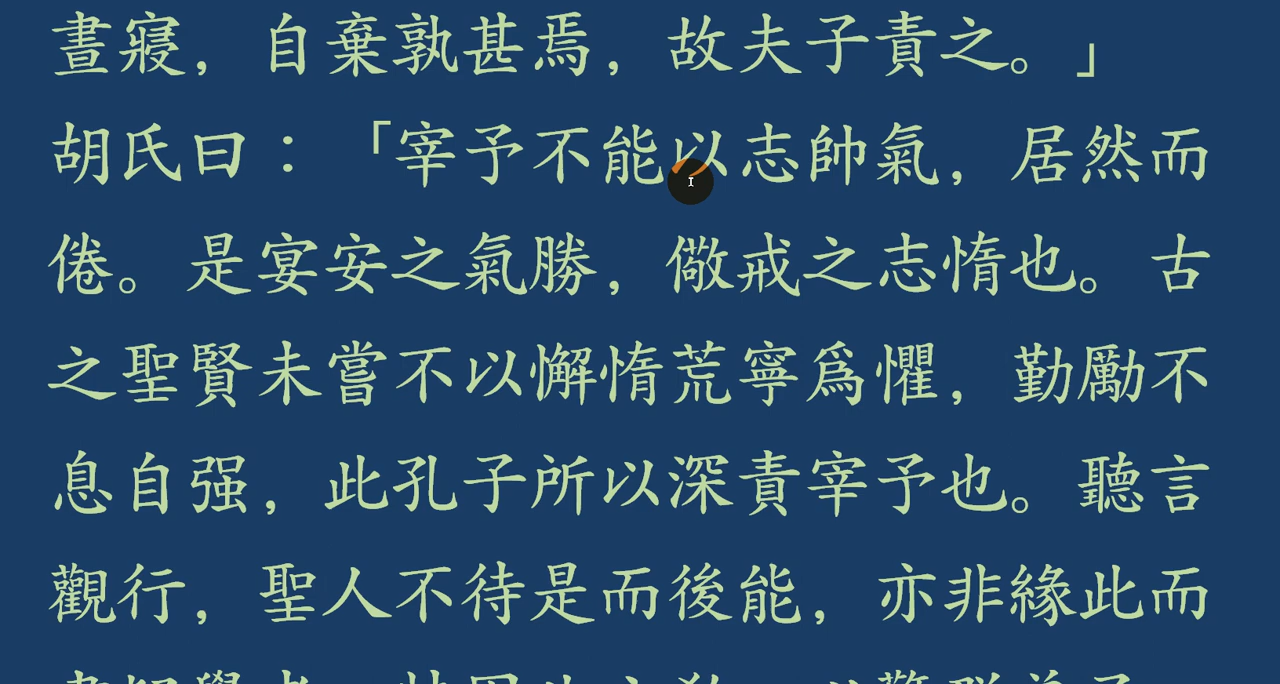 晝寢，自棄孰甚焉，故夫子責之。」
胡氏曰：「宰予不能以志帥氣，居然而
倦。是宴安之氣勝，儆戒之志惰也。古
之聖賢未嘗不以懈惰荒寧爲懼，勤勵不
息自强，此孔子所以深責宰予也。聽言
觀行，聖人不待是而後能，亦非緣此而